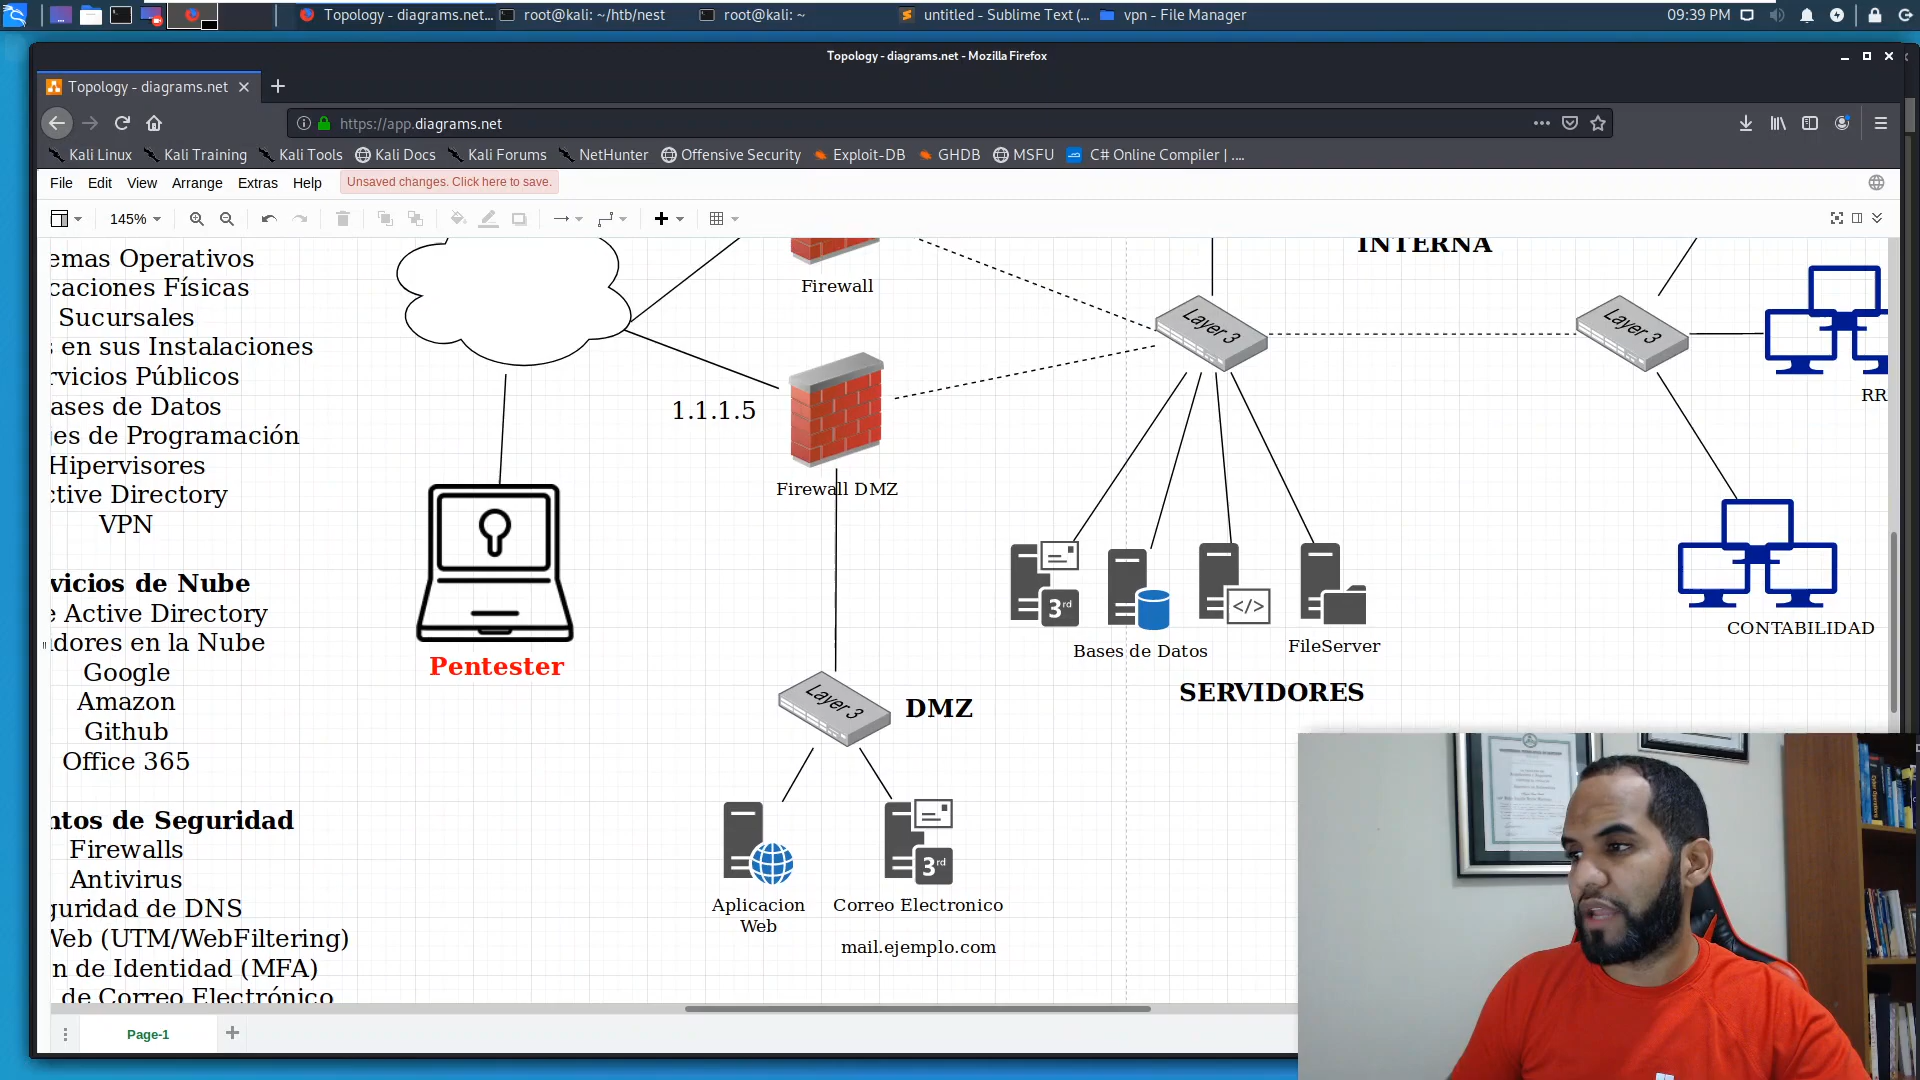 Topology - diagrams.net...
root@kali: ~/htb/nest
root@kali: ~
untitled - Sublime Text (...
vpn - File Manager
09:39 PM
Topology - diagrams.net - Mozilla Firefox
Topology - diagrams.net
https://app.diagrams.net
Kali Linux
Kali Training
Kali Tools
Kali Docs
Kali Forums
NetHunter
Offensive Security
Exploit-DB
GHDB
MSFU
C# Online Compiler | ....
File
Edit
View
Arrange
Extras
Help
Unsaved changes. Click here to save.
145%
emas Operativos
caciones Físicas
Sucursales
s en sus Instalaciones
rvicios Públicos
ases de Datos
jes de Programación
Hipervisores
ctive Directory
VPN
vicios de Nube
e Active Directory
dores en la Nube
Google
Amazon
Github
Office 365
ntos de Seguridad
Firewalls
Antivirus
guridad de DNS
Web (UTM/WebFiltering)
n de Identidad (MFA)
de Correo Electrónico
Pentester
Firewall
1.1.1.5
Firewall DMZ
Layer 3
DMZ
3rd
Aplicacion
Web
Correo Electronico
mail.ejemplo.com
INTERNA
Layer 3
3rd
</>
Bases de Datos
FileServer
SERVIDORES
Layer 3
RR
CONTABILIDAD
Page-1